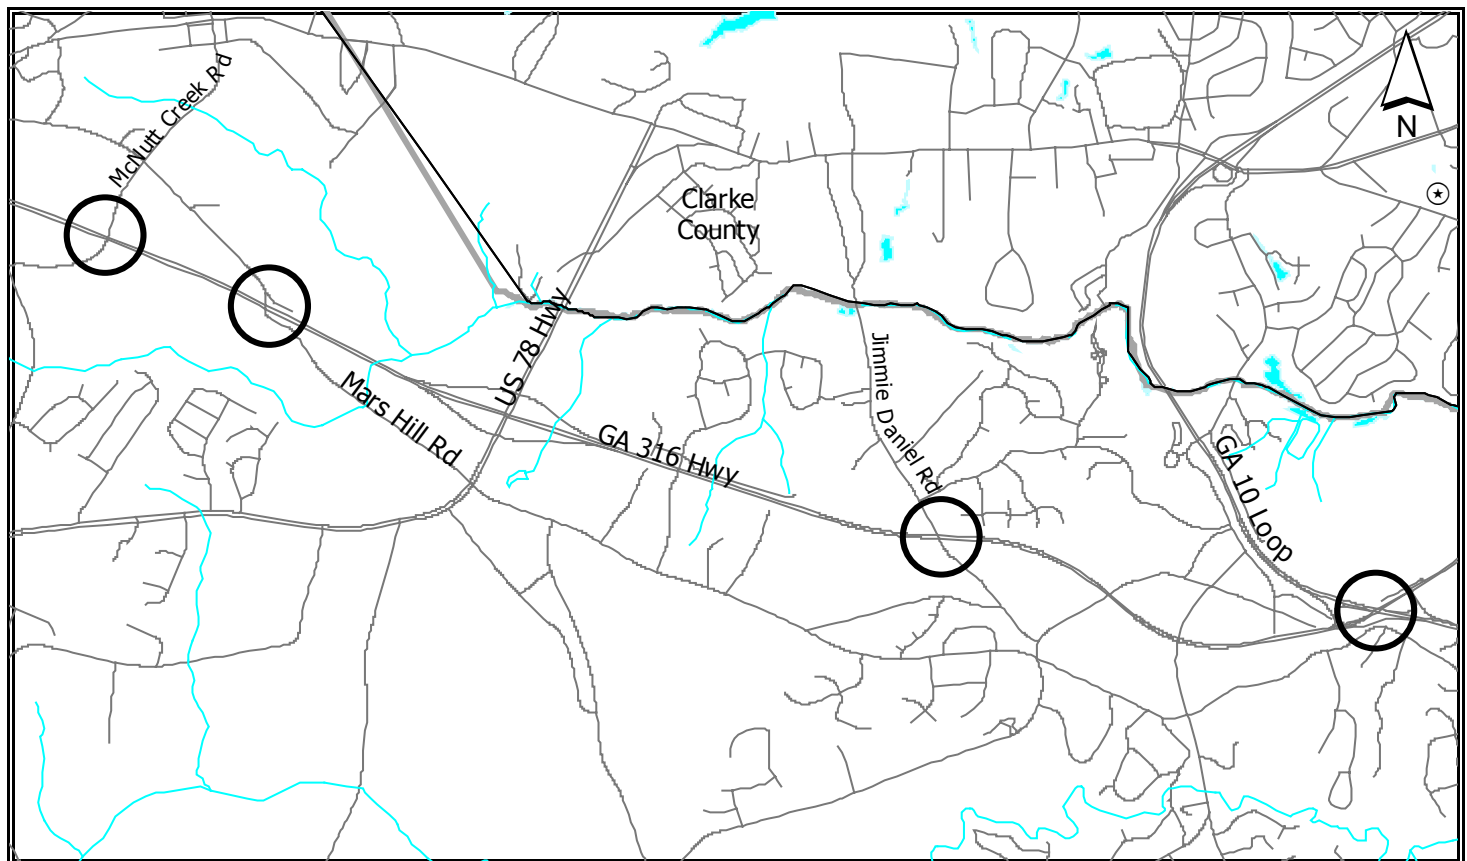 McNutt Creek Rd
N
Clarke
County
US 78 Hwy
Jimmie Daniel Rd
Mars Hill Rd
GA 316 Hwy
GA 10 Loop